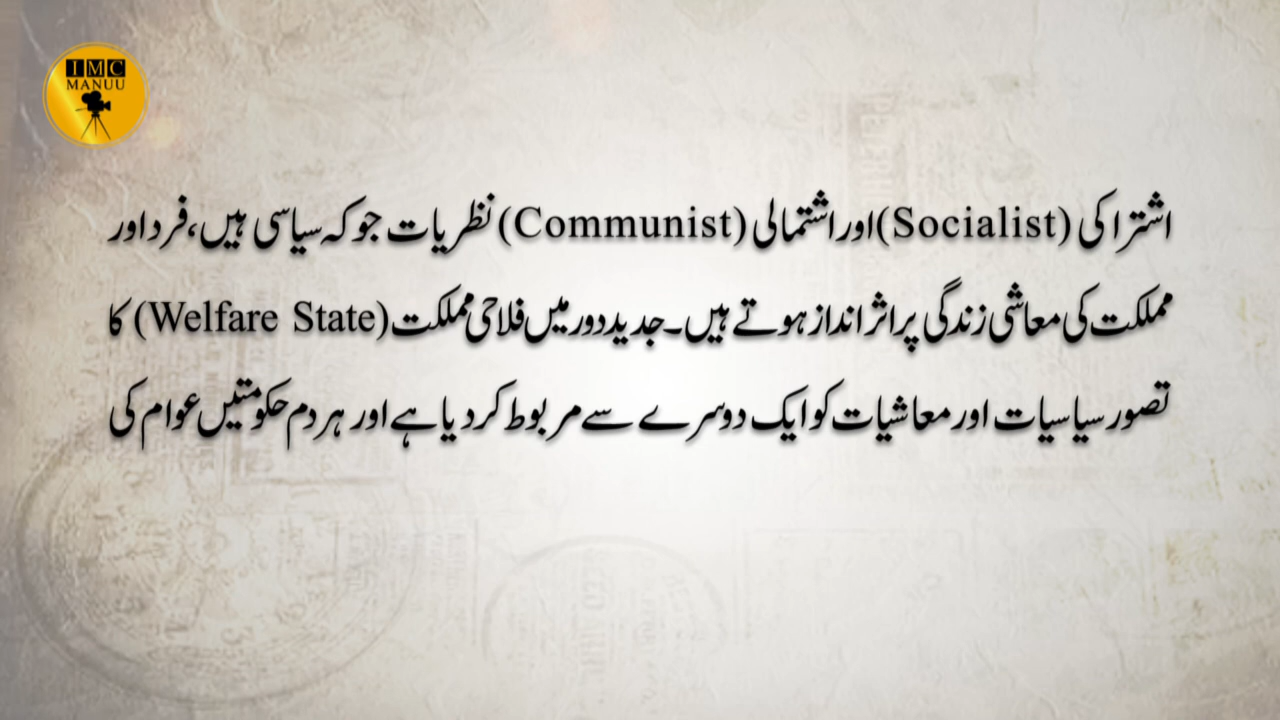 IMC
MANUU
اشتراکی (Socialist) اور اشتمالی (Communist) نظریات جو کہ سیاسی ہیں، فرد اور
مملکت کی معاشی زندگی پر اثر انداز ہوتے ہیں۔ جدید دور میں فلاحی مملکت (Welfare State) کا
تصور سیاسیات اور معاشیات کو ایک دوسرے سے مربوط کردیا ہے اور ہر دم حکومتیں عوام کی